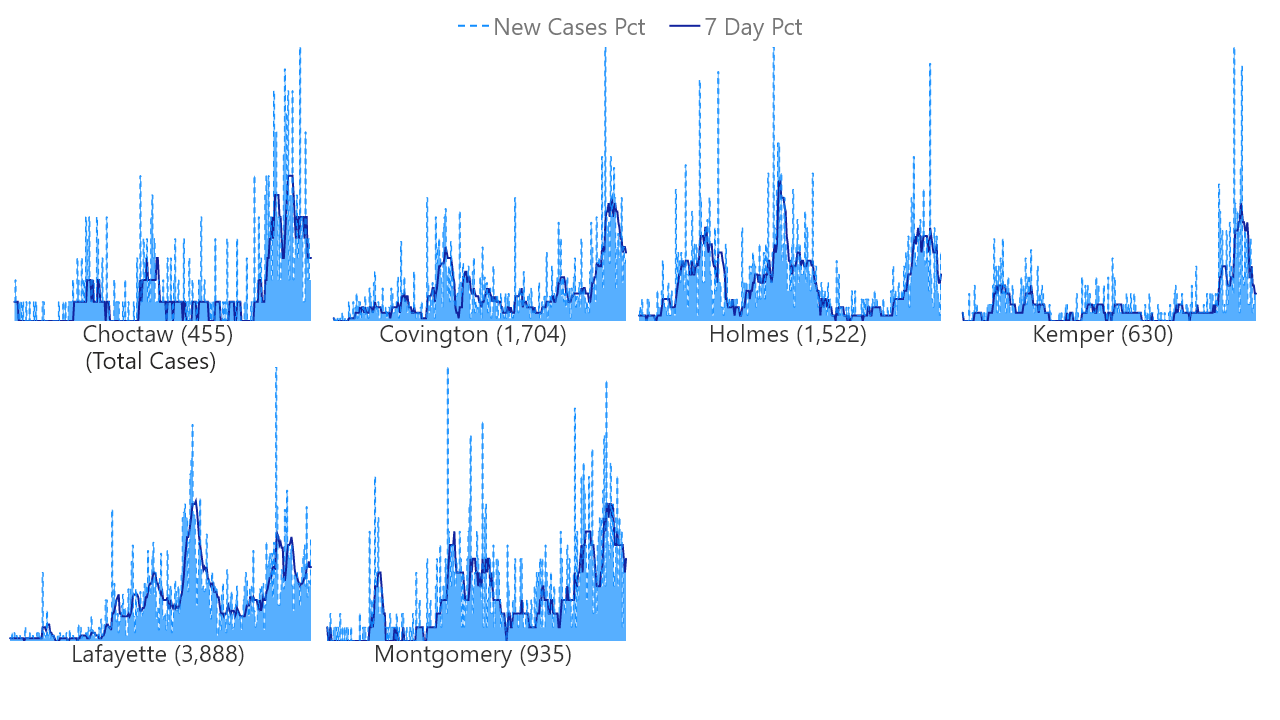 New Cases Pct 7 Day Pct
Choctaw (455)
(Total Cases)
Covington (1,704)
Holmes (1,522)
Kemper (630)
Lafayette (3,888)
Montgomery (935)